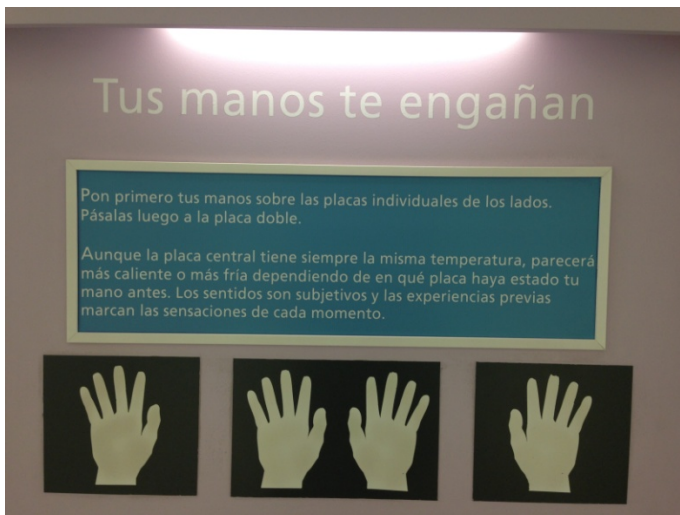 Tus manos te engañan
Pon primero tus manos sobre las placas individuales de los lados.
Pásalas luego a la placa doble.
Aunque la placa central tiene siempre la misma temperatura, parecerá
más caliente o más fría dependiendo de en qué placa haya estado tu
mano antes. Los sentidos son subjetivos y las experiencias previas
marcan las sensaciones de cada momento.